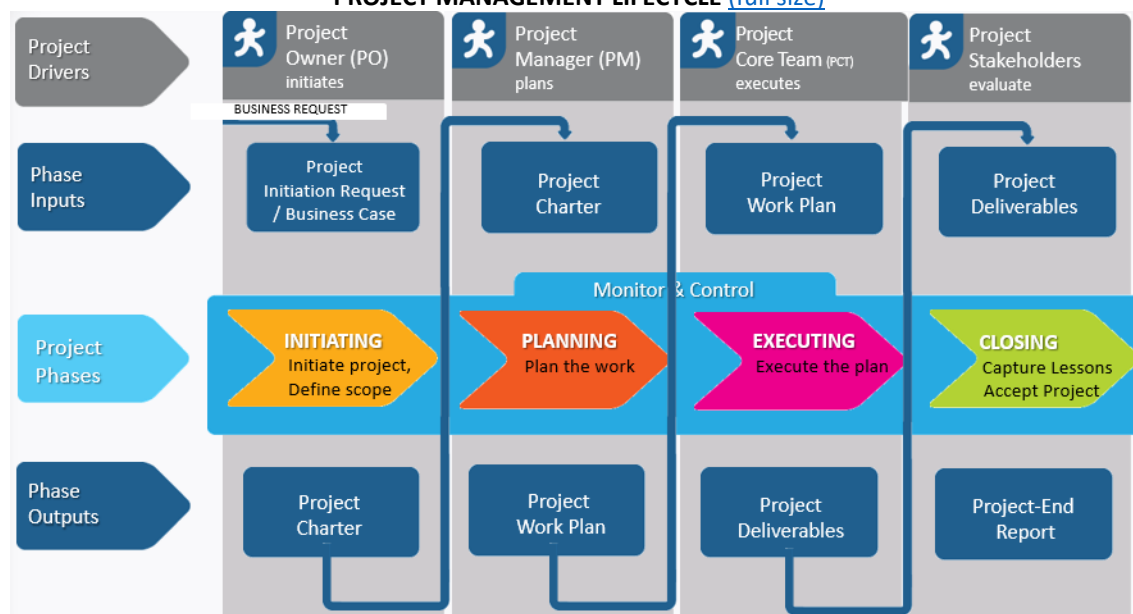 PROJECT MANAGEMENT LIFECYCLE (full size)
Project
Drivers
Project
Owner (PO)
initiates
Project
Manager (PM)
plans
Project
Core Team (PCT)
executes
Project
Stakeholders
evaluate
BUSINESS REQUEST
Phase
Inputs
Project
Initiation Request
/ Business Case
Project
Charter
Project
Work Plan
Project
Deliverables
Monitor & Control
Project
Phases
INITIATING
Initiate project,
Define scope
PLANNING
Plan the work
EXECUTING
Execute the plan
CLOSING
Capture Lessons
Accept Project
Phase
Outputs
Project
Charter
Project
Work Plan
Project
Deliverables
Project-End
Report